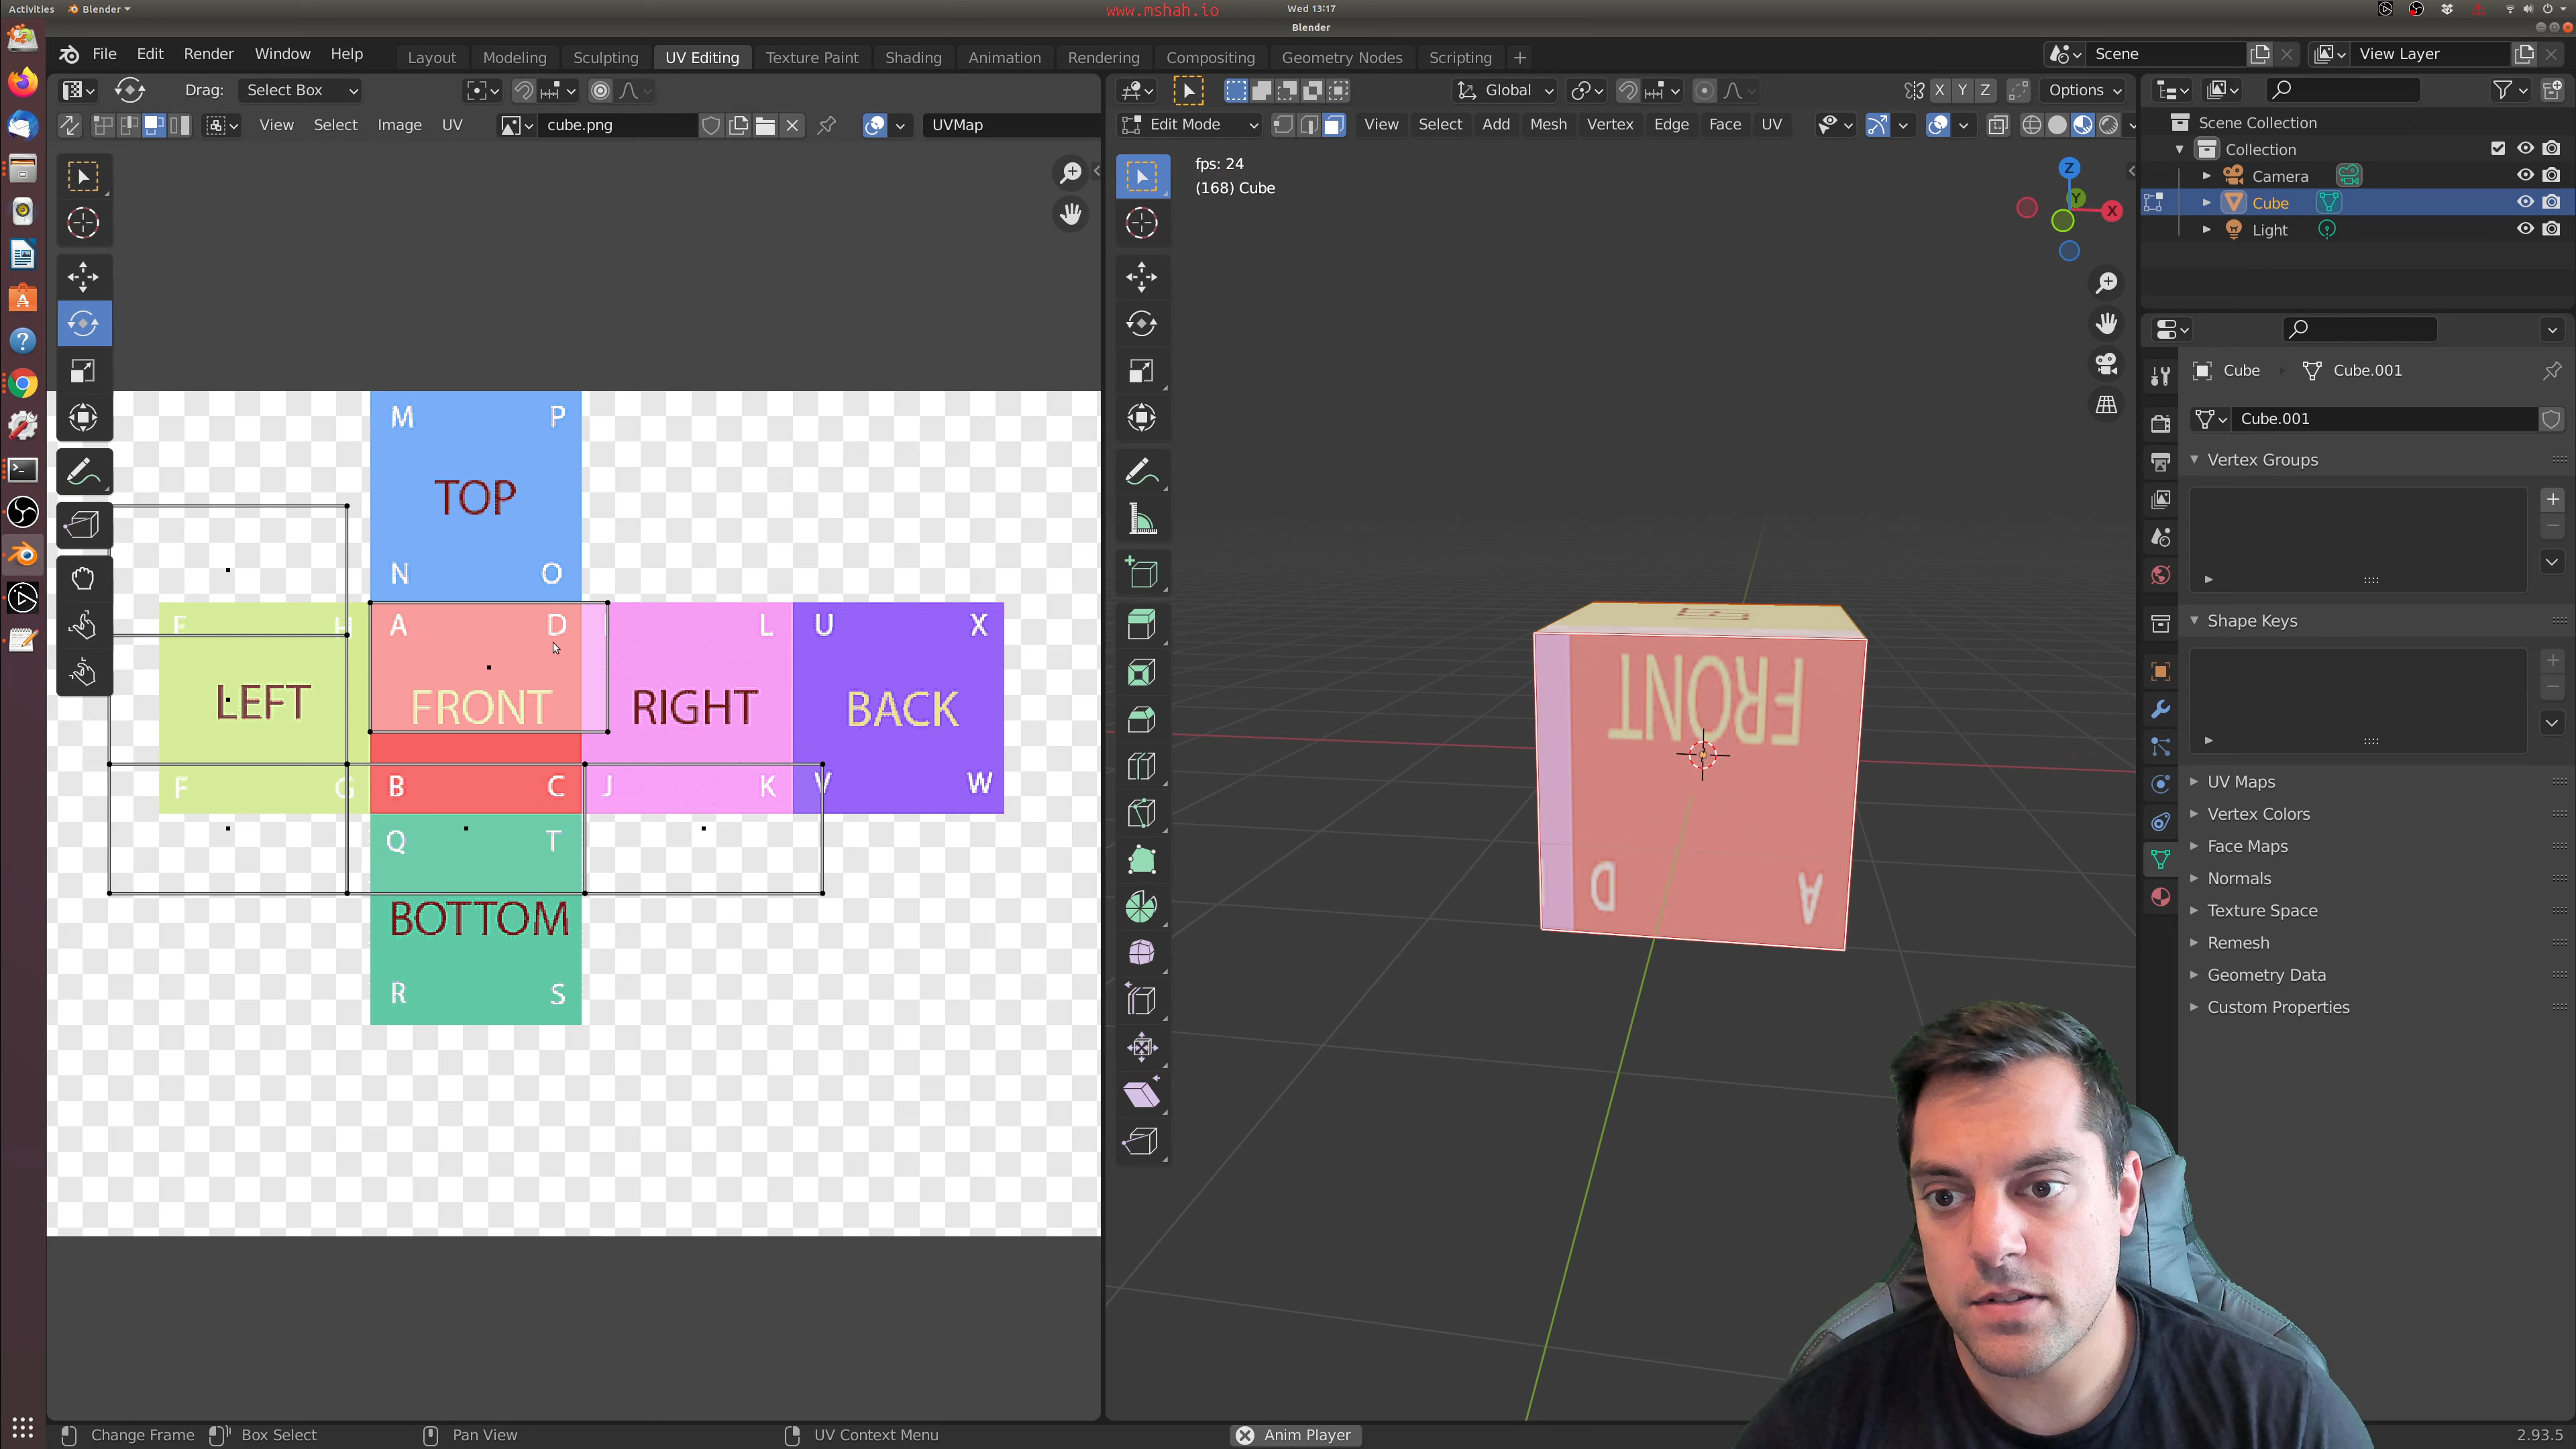 Activities Blender www.mshah.io Wed 13:17
Blender
File Edit Render Window Help Layout Modeling Sculpting UV Editing Texture Paint Shading Animation Rendering Compositing Geometry Nodes Scripting + Scene View Layer
Drag: Select Box Global X Y Z Options
View Select Image UV cube.png UVMap Edit Mode View Select Add Mesh Vertex Edge Face UV
Scene Collection
Collection
Camera
Cube
Light
fps: 24
(168) Cube
Z
Y
X
Cube Cube.001
Cube.001
Vertex Groups
Shape Keys
UV Maps
Vertex Colors
Face Maps
Normals
Texture Space
Remesh
Geometry Data
Custom Properties
M P
TOP
N O
H A D L U X
LEFT FRONT RIGHT BACK
F G B C J K V W
Q T
BOTTOM
R S
FRONT
D A
Change Frame Box Select Pan View UV Context Menu Anim Player 2.93.5